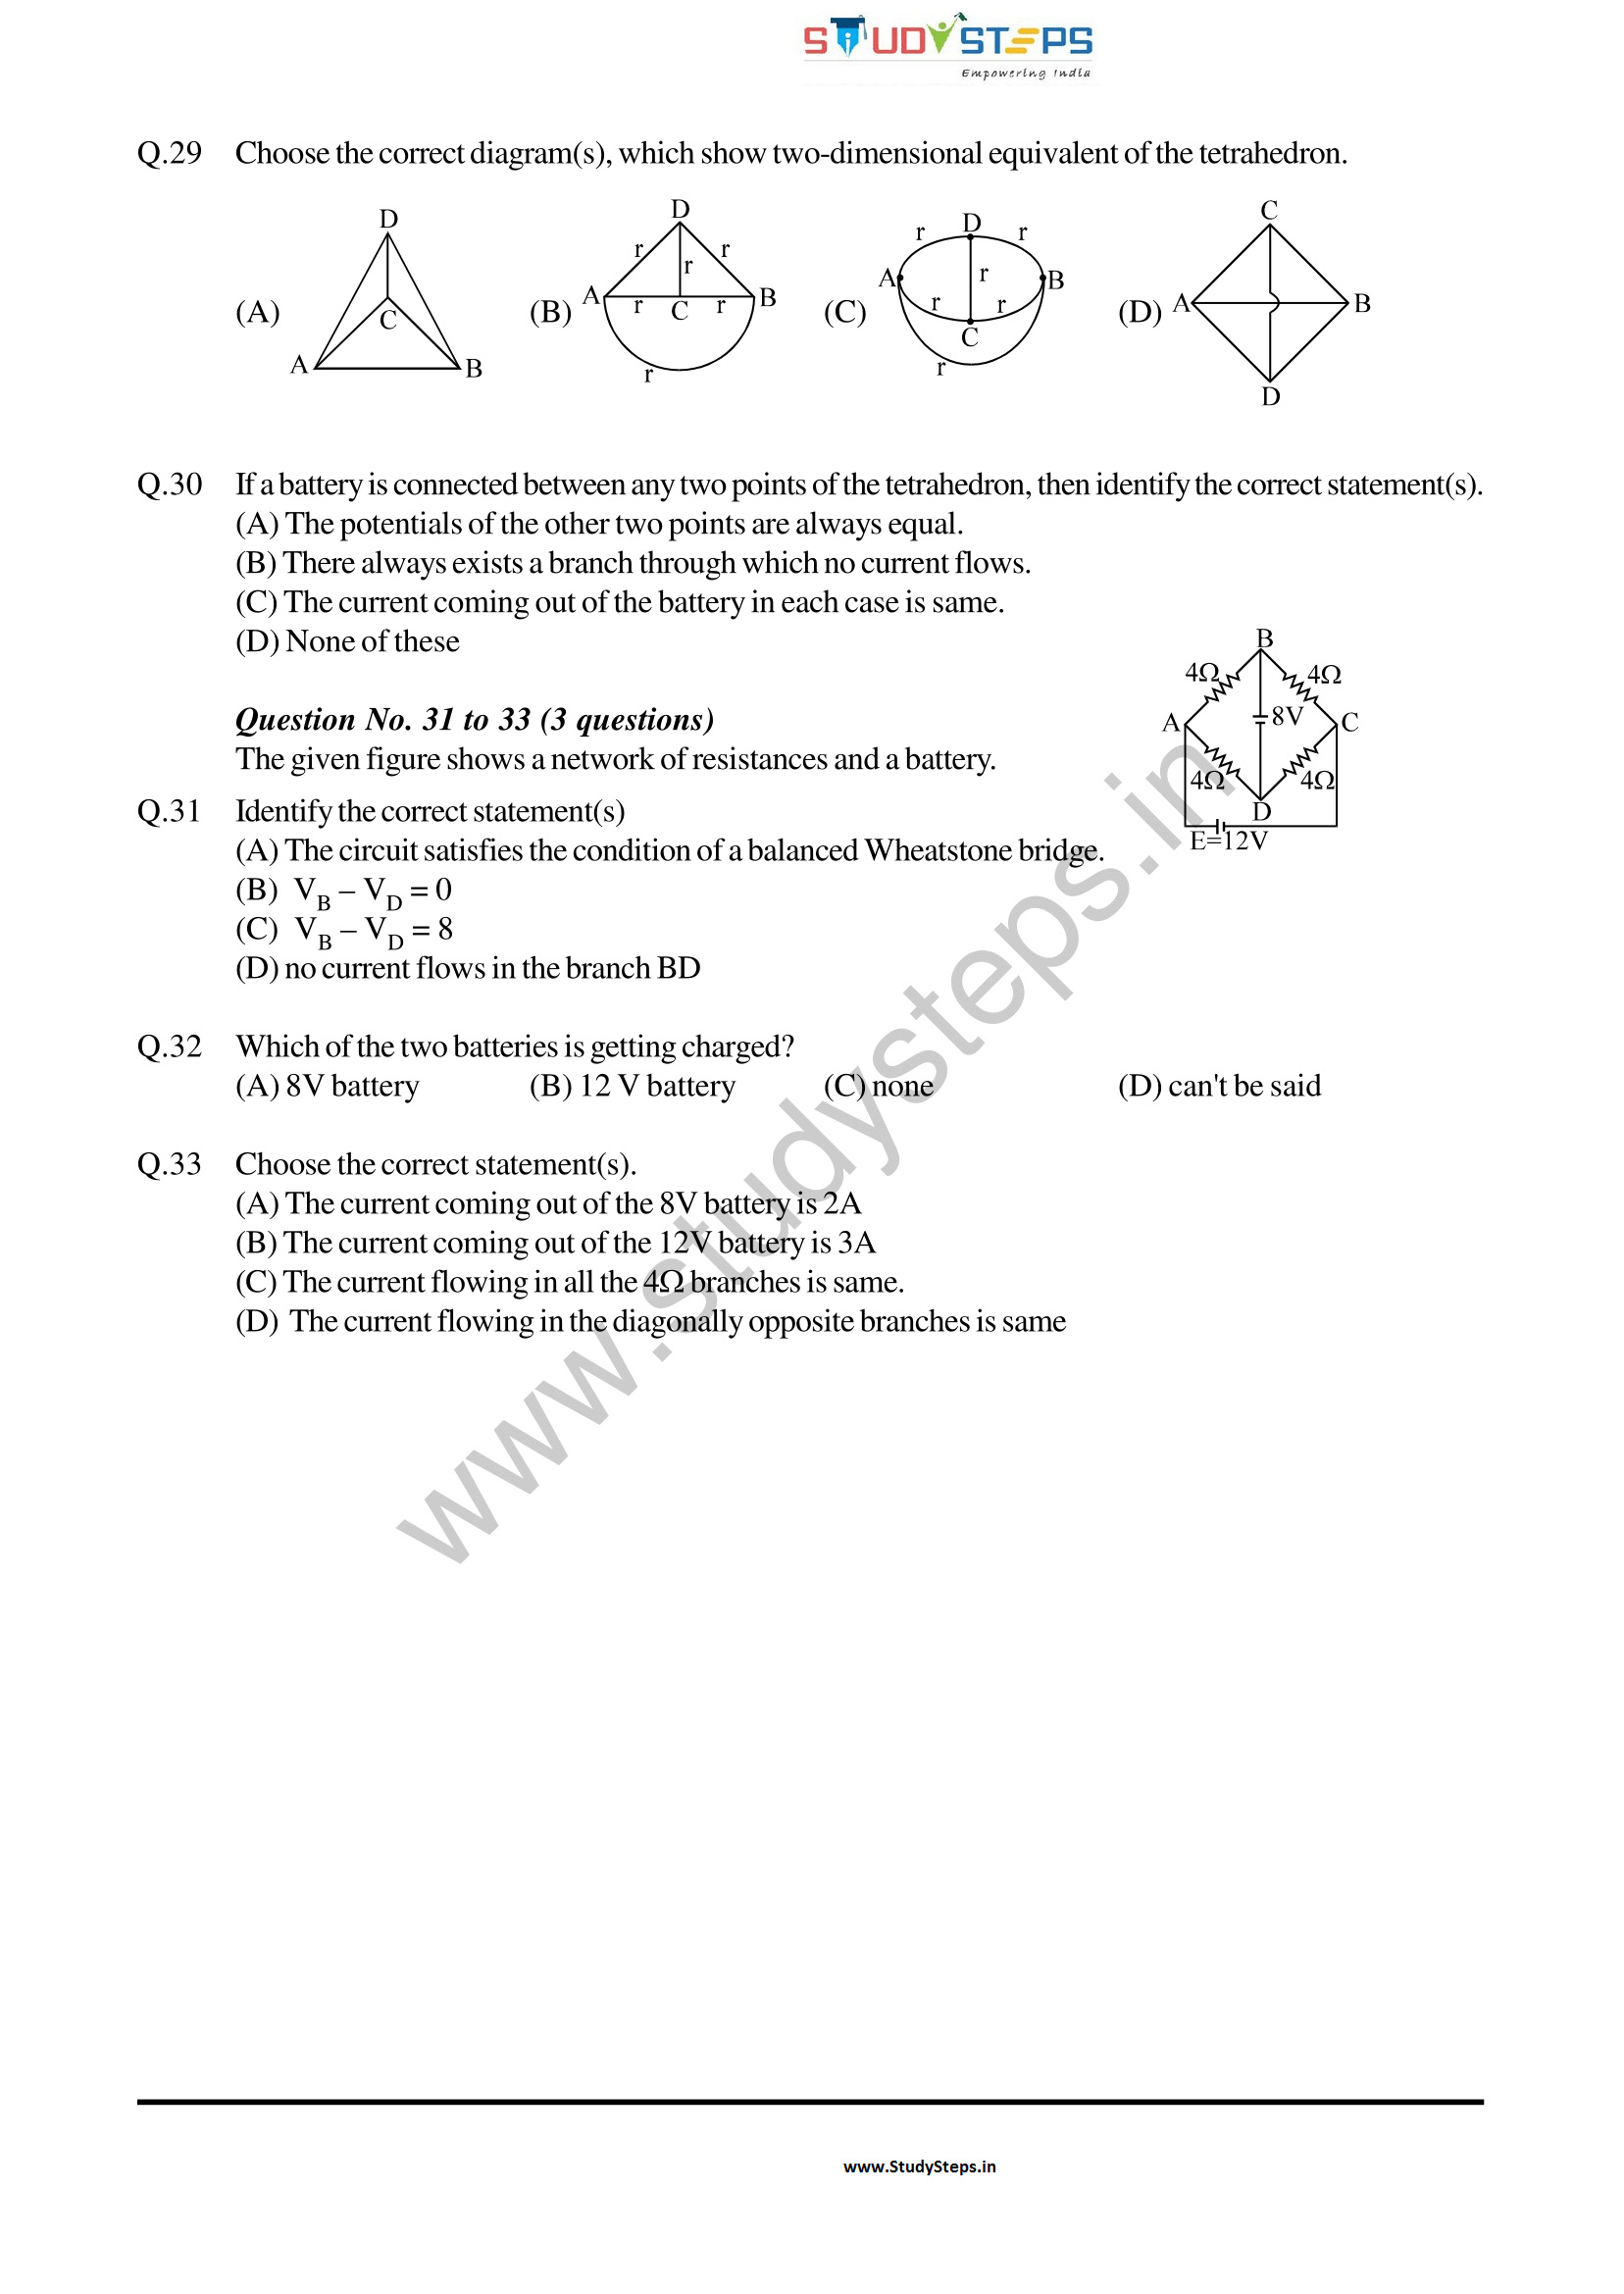 STUDYSTEPS
Empowering India
Q.29 Choose the correct diagram(s), which show two-dimensional equivalent of the tetrahedron.
(A) D C A B
(B) D r r r A r C r B r
(C) D r r A r B r r C r
(D) C A B D
Q.30 If a battery is connected between any two points of the tetrahedron, then identify the correct statement(s).
(A) The potentials of the other two points are always equal.
(B) There always exists a branch through which no current flows.
(C) The current coming out of the battery in each case is same.
(D) None of these
Question No. 31 to 33 (3 questions)
The given figure shows a network of resistances and a battery.
B
4Ω 4Ω
A 8V C
4Ω 4Ω
D
E=12V
Q.31 Identify the correct statement(s)
(A) The circuit satisfies the condition of a balanced Wheatstone bridge.
(B) V_B – V_D = 0
(C) V_B – V_D = 8
(D) no current flows in the branch BD
Q.32 Which of the two batteries is getting charged?
(A) 8V battery (B) 12 V battery (C) none (D) can't be said
Q.33 Choose the correct statement(s).
(A) The current coming out of the 8V battery is 2A
(B) The current coming out of the 12V battery is 3A
(C) The current flowing in all the 4Ω branches is same.
(D) The current flowing in the diagonally opposite branches is same
www.studysteps.in
www.StudySteps.in